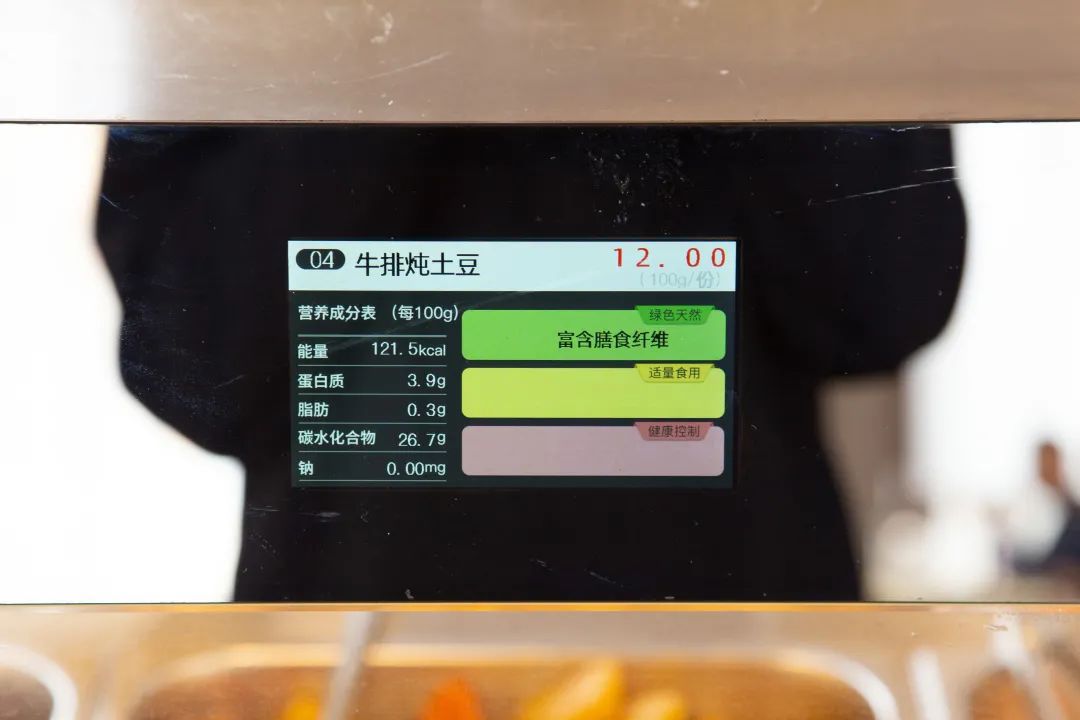 04 牛排炖土豆 12.00
(100g/份)
营养成分表 (每100g)
能量 121.5kcal
蛋白质 3.9g
脂肪 0.3g
碳水化合物 26.7g
钠 0.00mg
绿色天然
富含膳食纤维
适量食用
健康控制